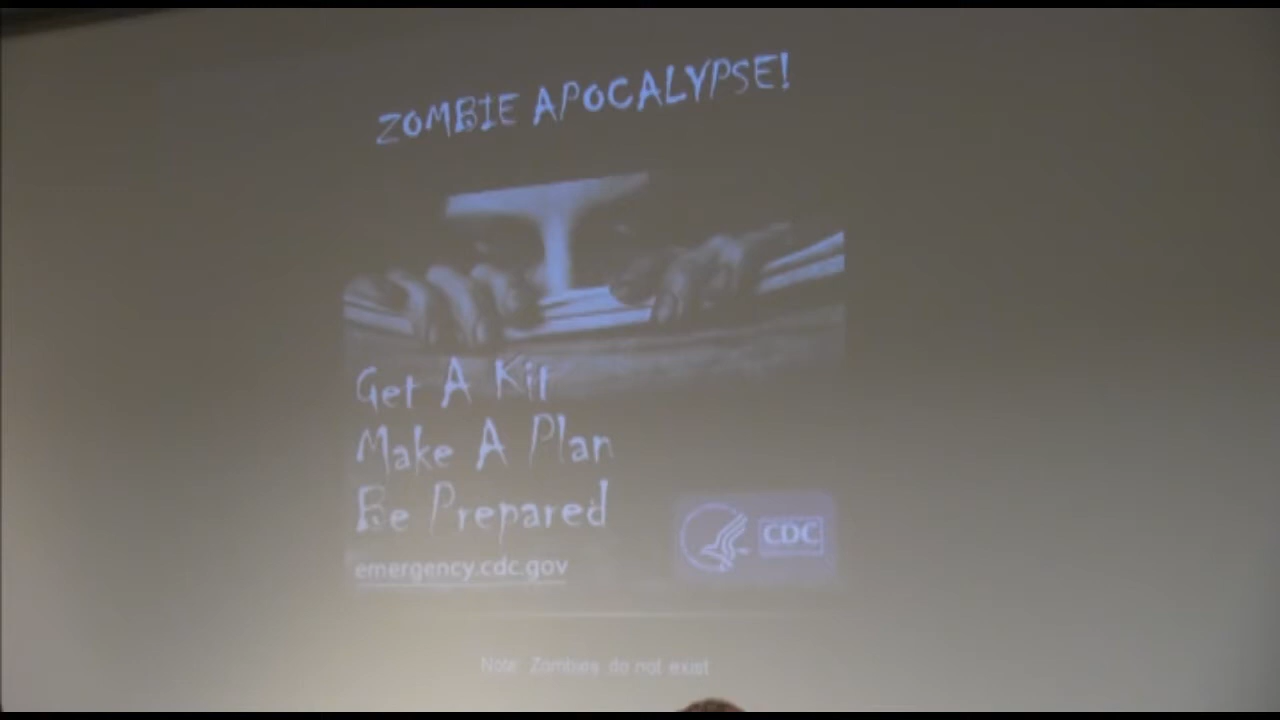 ZOMBIE APOCALYPSE!
Get A Kit
Make A Plan
Be Prepared
CDC
emergency.cdc.gov
Note: Zombies do not exist